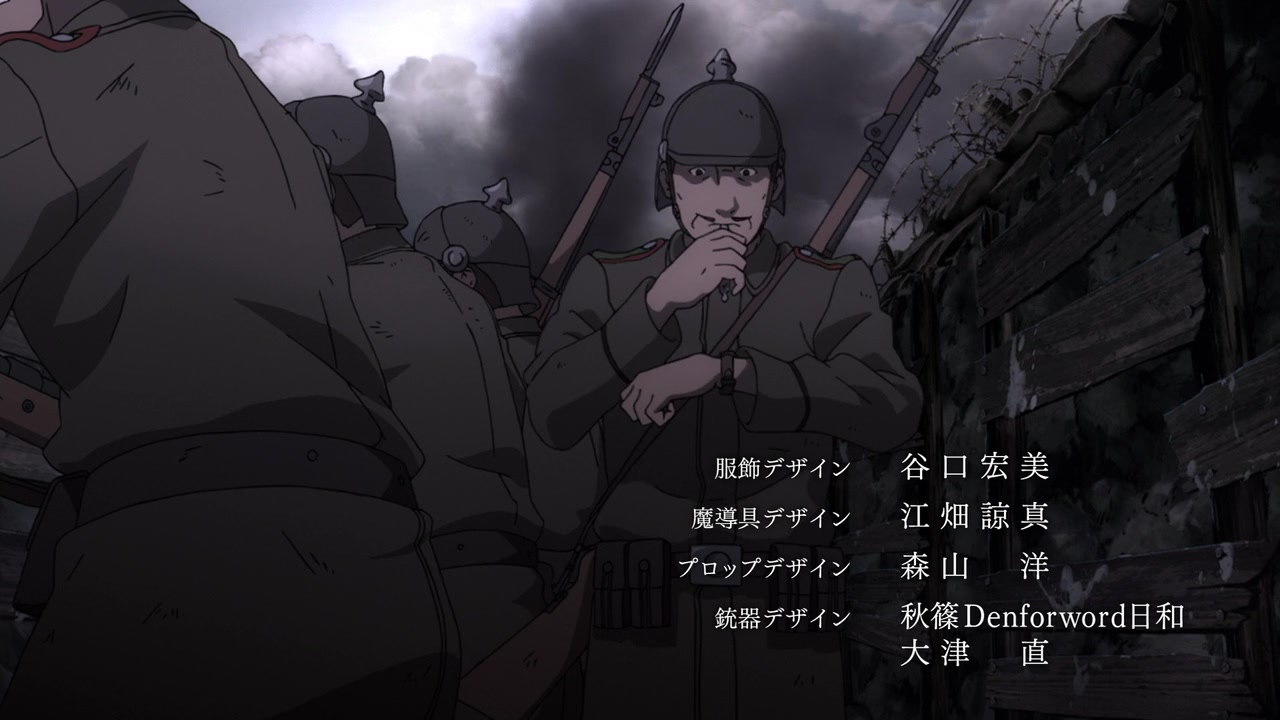 服飾デザイン 谷口宏美
魔導具デザイン 江畑諒真
プロップデザイン 森山 洋
銃器デザイン 秋篠Denforword日和
大津 直